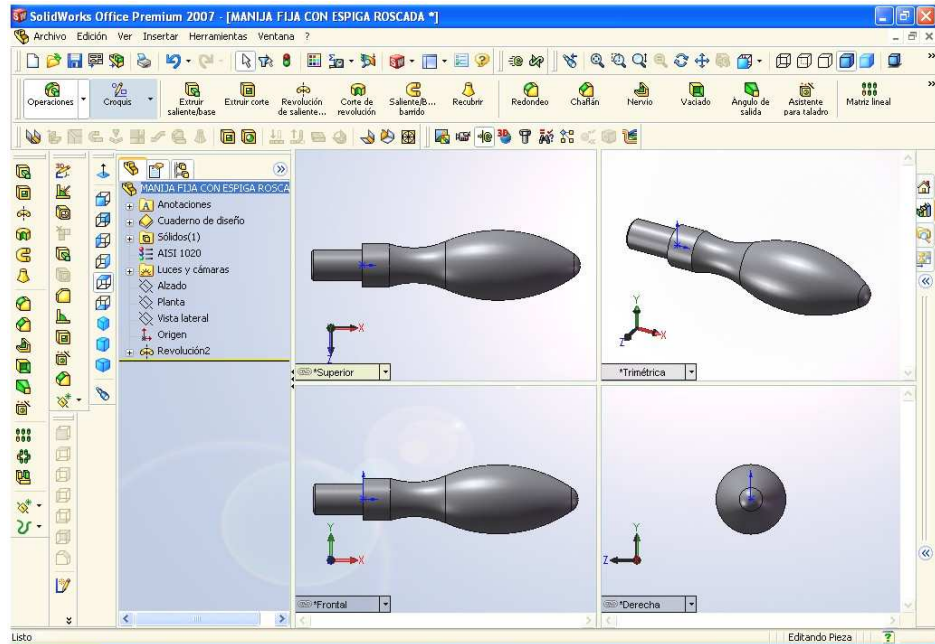 SolidWorks Office Premium 2007 - [MANIJA FIJA CON ESPIGA ROSCADA *]
Archivo Edición Ver Insertar Herramientas Ventana ?
Operaciones
Croquis
Extruir saliente/base
Extruir corte
Revolución de saliente...
Corte de revolución
Saliente/B... barrido
Recubrir
Redondeo
Chaflán
Nervio
Vaciado
Ángulo de salida
Asistente para taladro
Matriz lineal
MANIJA FIJA CON ESPIGA ROSCA
Anotaciones
Cuaderno de diseño
Sólidos(1)
AISI 1020
Luces y cámaras
Alzado
Planta
Vista lateral
Origen
Revolución2
X
Z
*Superior
Y
X
Z
*Trimétrica
Y
X
*Frontal
Y
Z
*Derecha
Listo
Editando Pieza